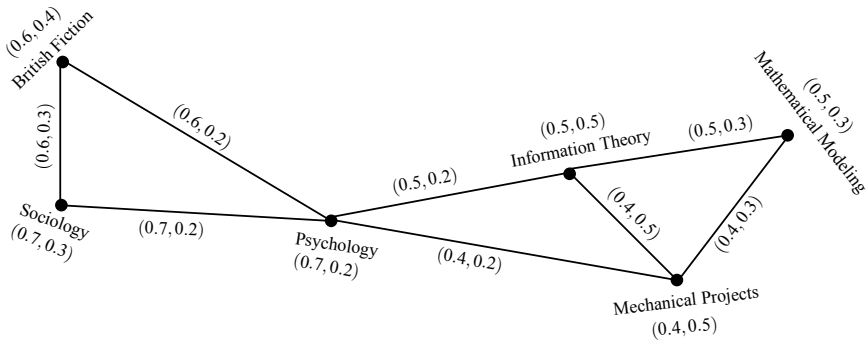 (0.6, 0.4)
British Fiction
(0.6, 0.3)
(0.6, 0.2)
Sociology
(0.7, 0.3)
(0.7, 0.2)
Psychology
(0.7, 0.2)
(0.5, 0.2)
(0.4, 0.2)
(0.5, 0.5)
Information Theory
(0.5, 0.3)
(0.4, 0.5)
(0.4, 0.3)
(0.5, 0.3)
Mathematical Modeling
Mechanical Projects
(0.4, 0.5)